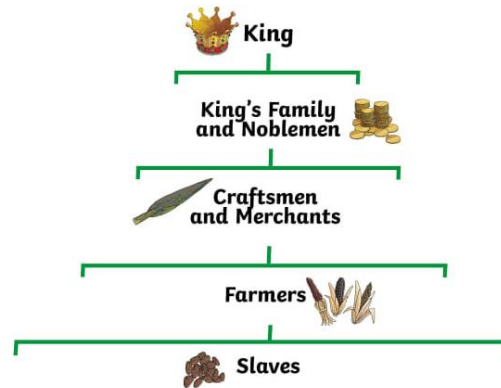 King
King's Family
and Noblemen
Craftsmen
and Merchants
Farmers
Slaves